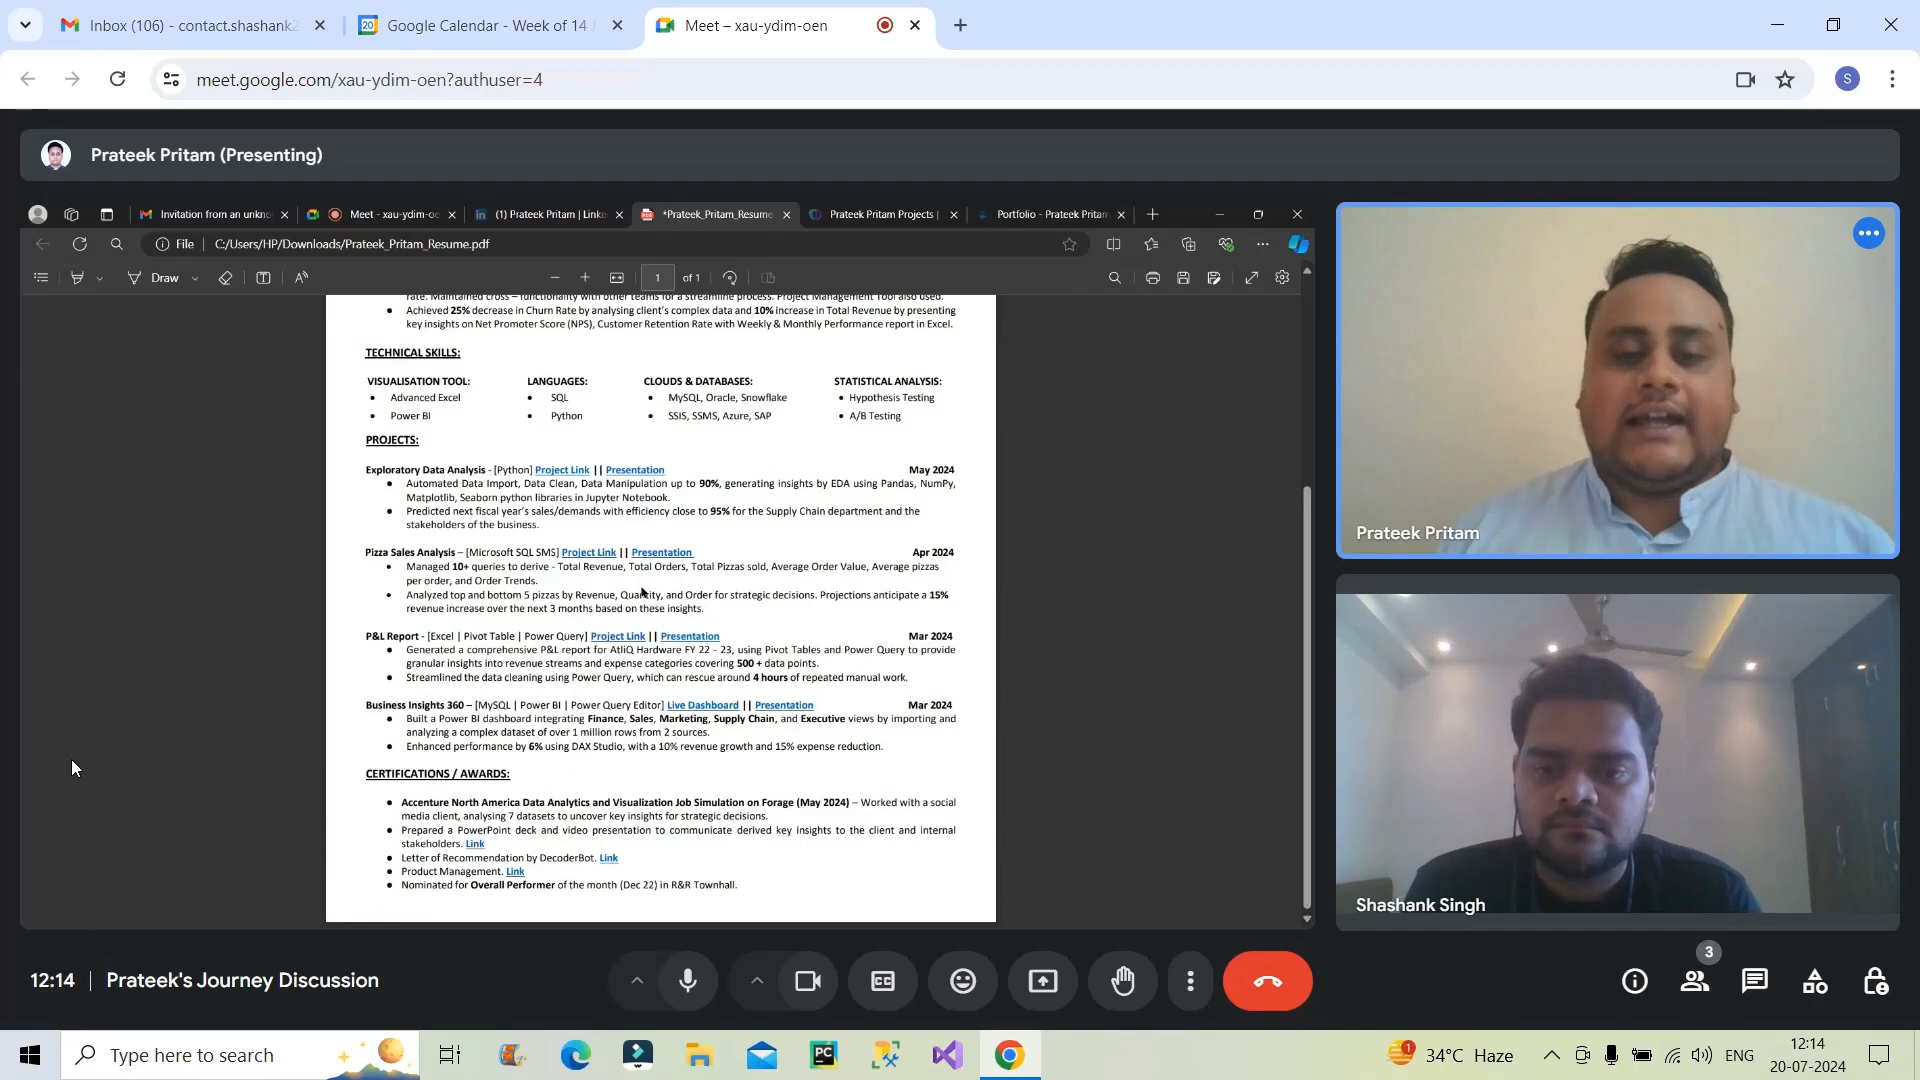 Inbox (106) - contact.shashank2
Google Calendar - Week of 14 J
Meet – xau-ydim-oen
meet.google.com/xau-ydim-oen?authuser=4
S
Prateek Pritam (Presenting)
Invitation from an unkno
Meet - xau-ydim-oe
(1) Prateek Pritam | Linke
*Prateek_Pritam_Resume
Prateek Pritam Projects |
Portfolio - Prateek Pritam
File
C:/Users/HP/Downloads/Prateek_Pritam_Resume.pdf
Draw
1 of 1
rate. Maintained cross – functionality with other teams for a streamline process. Project Management Tool also used.
Achieved 25% decrease in Churn Rate by analysing client's complex data and 10% increase in Total Revenue by presenting
key insights on Net Promoter Score (NPS), Customer Retention Rate with Weekly & Monthly Performance report in Excel.
TECHNICAL SKILLS:
VISUALISATION TOOL: LANGUAGES: CLOUDS & DATABASES: STATISTICAL ANALYSIS:
Advanced Excel SQL MySQL, Oracle, Snowflake Hypothesis Testing
Power BI Python SSIS, SSMS, Azure, SAP A/B Testing
PROJECTS:
Exploratory Data Analysis - [Python] Project Link || Presentation May 2024
Automated Data Import, Data Clean, Data Manipulation up to 90%, generating insights by EDA using Pandas, NumPy,
Matplotlib, Seaborn python libraries in Jupyter Notebook.
Predicted next fiscal year's sales/demands with efficiency close to 95% for the Supply Chain department and the
stakeholders of the business.
Pizza Sales Analysis – [Microsoft SQL SMS] Project Link || Presentation Apr 2024
Managed 10+ queries to derive - Total Revenue, Total Orders, Total Pizzas sold, Average Order Value, Average pizzas
per order, and Order Trends.
Analyzed top and bottom 5 pizzas by Revenue, Quantity, and Order for strategic decisions. Projections anticipate a 15%
revenue increase over the next 3 months based on these insights.
P&L Report - [Excel | Pivot Table | Power Query] Project Link || Presentation Mar 2024
Generated a comprehensive P&L report for AtliQ Hardware FY 22 - 23, using Pivot Tables and Power Query to provide
granular insights into revenue streams and expense categories covering 500 + data points.
Streamlined the data cleaning using Power Query, which can rescue around 4 hours of repeated manual work.
Business Insights 360 – [MySQL | Power BI | Power Query Editor] Live Dashboard || Presentation Mar 2024
Built a Power BI dashboard integrating Finance, Sales, Marketing, Supply Chain, and Executive views by importing and
analyzing a complex dataset of over 1 million rows from 2 sources.
Enhanced performance by 6% using DAX Studio, with a 10% revenue growth and 15% expense reduction.
CERTIFICATIONS / AWARDS:
Accenture North America Data Analytics and Visualization Job Simulation on Forage (May 2024) – Worked with a social
media client, analysing 7 datasets to uncover key insights for strategic decisions.
Prepared a PowerPoint deck and video presentation to communicate derived key insights to the client and internal
stakeholders. Link
Letter of Recommendation by DecoderBot. Link
Product Management. Link
Nominated for Overall Performer of the month (Dec 22) in R&R Townhall.
Prateek Pritam
Shashank Singh
12:14 | Prateek's Journey Discussion
3
Type here to search
34°C Haze
ENG
12:14
20-07-2024